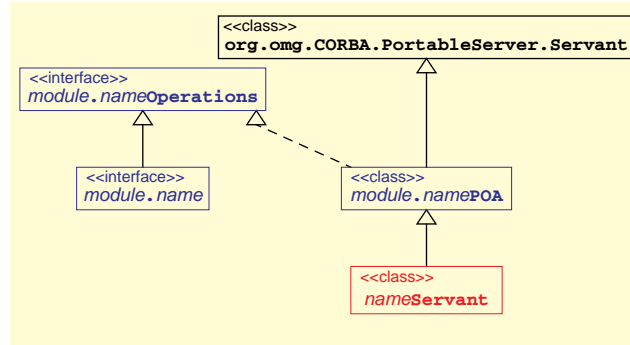 <<class>>
org.omg.CORBA.PortableServer.Servant
<<interface>>
module.nameOperations
<<interface>>
module.name
<<class>>
module.namePOA
<<class>>
nameServant